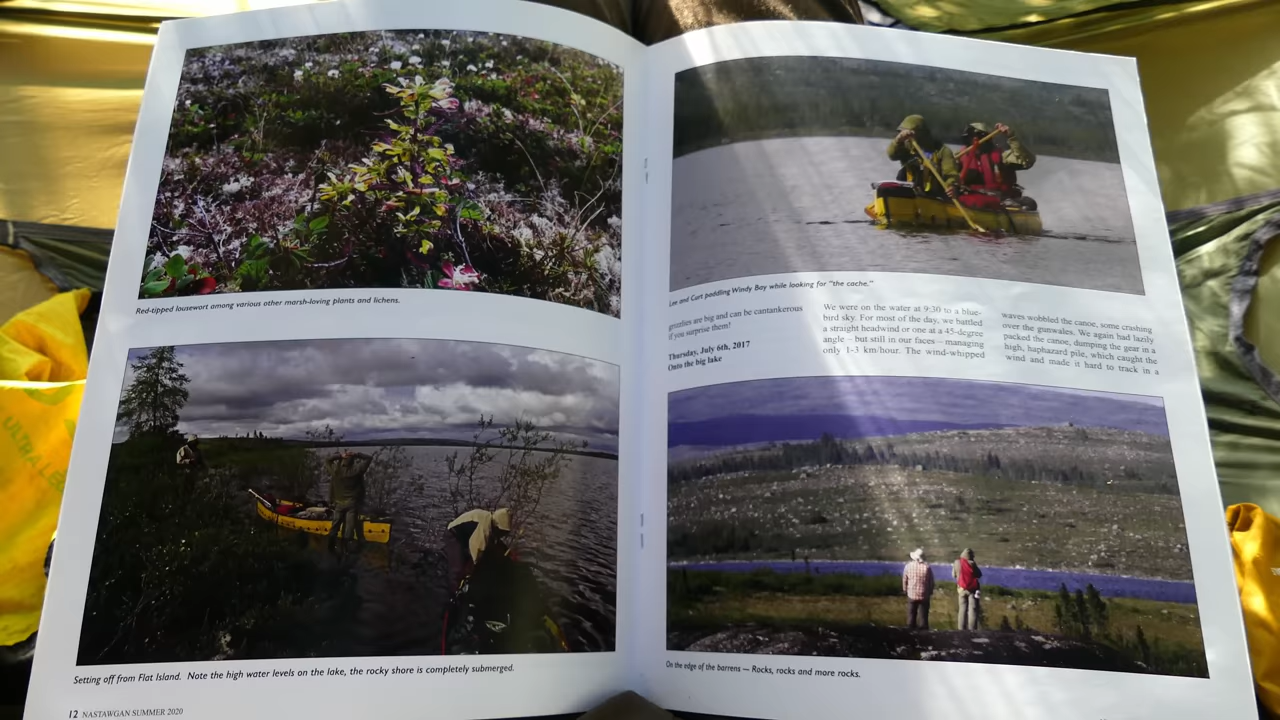 Red-tipped lousewort among various other marsh-loving plants and lichens.
Setting off from Flat Island. Note the high water levels on the lake, the rocky shore is completely submerged.
12 NASTAWGAN SUMMER 2020
Lee and Curt peddling Windy Bay while looking for "the cache."
grizzlies are big and can be cantankerous
if you surprise them!
Thursday, July 6th, 2017
Onto the big lake
We were on the water at 9:30 to a blue-
bird sky. For most of the day, we battled
a straight headwind or one at a 45-degree
angle – but still in our faces – managing
only 1-3 km/hour. The wind-whipped
waves wobbled the canoe, some crashing
over the gunwales. We again had lazily
packed the canoe, dumping the gear in a
high, haphazard pile, which caught the
wind and made it hard to track in a
On the edge of the barrens — Rocks, rocks and more rocks.